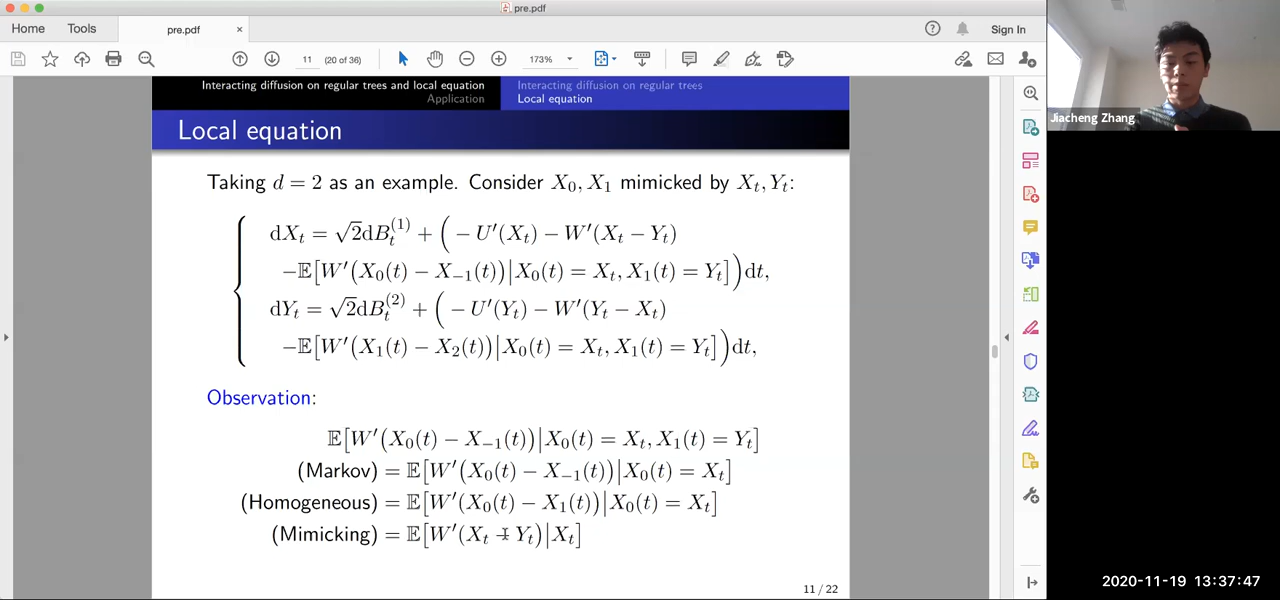 pre.pdf
Home Tools pre.pdf × Sign In
11 (20 of 36) 173%
Interacting diffusion on regular trees and local equation
Application
Interacting diffusion on regular trees
Local equation
Local equation
Jiacheng Zhang
Taking d = 2 as an example. Consider X_0, X_1 mimicked by X_t, Y_t:
dX_t = √2dB_t^{(1)} + ( − U′(X_t) − W′(X_t − Y_t)
−𝔼[W′(X_0(t) − X_{−1}(t))|X_0(t) = X_t, X_1(t) = Y_t])dt,
dY_t = √2dB_t^{(2)} + ( − U′(Y_t) − W′(Y_t − X_t)
−𝔼[W′(X_1(t) − X_2(t))|X_0(t) = X_t, X_1(t) = Y_t])dt,
Observation:
𝔼[W′(X_0(t) − X_{−1}(t))|X_0(t) = X_t, X_1(t) = Y_t]
(Markov) = 𝔼[W′(X_0(t) − X_{−1}(t))|X_0(t) = X_t]
(Homogeneous) = 𝔼[W′(X_0(t) − X_1(t))|X_0(t) = X_t]
(Mimicking) = 𝔼[W′(X_t − Y_t)|X_t]
11 / 22
2020-11-19 13:37:47